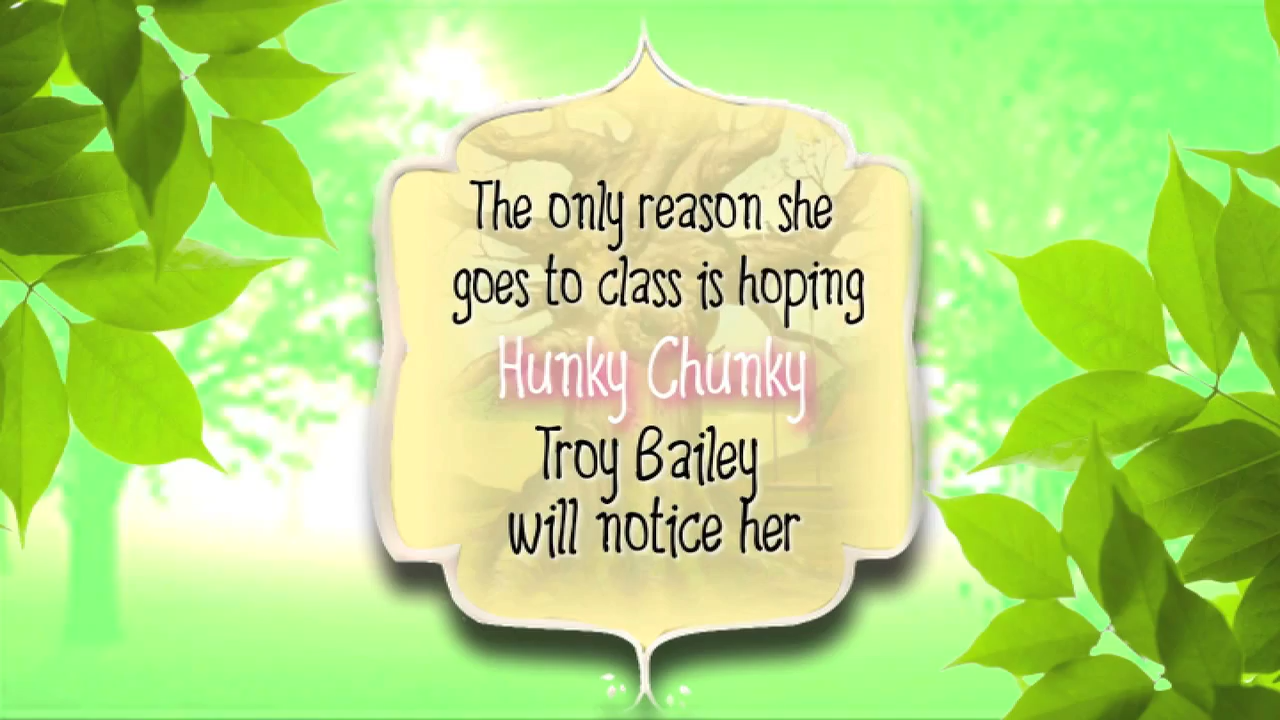 The only reason she
goes to class is hoping
Hunky Chunky
Troy Bailey
will notice her